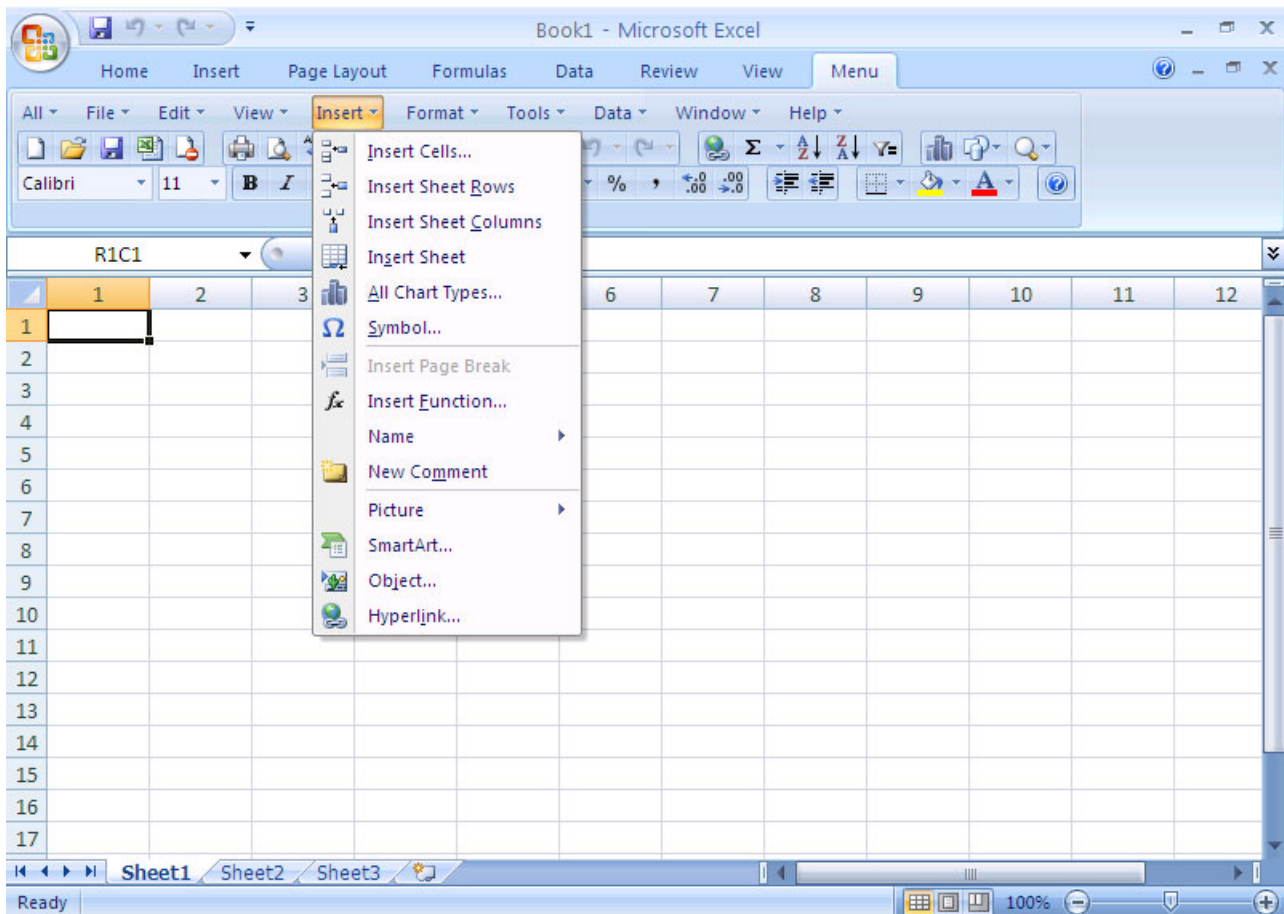 Book1 - Microsoft Excel
Home Insert Page Layout Formulas Data Review View Menu
All File Edit View Insert Format Tools Data Window Help
Calibri 11 B I % ,
R1C1
Insert Cells...
Insert Sheet Rows
Insert Sheet Columns
Insert Sheet
All Chart Types...
Symbol...
Insert Page Break
Insert Function...
Name
New Comment
Picture
SmartArt...
Object...
Hyperlink...
1 2 3 6 7 8 9 10 11 12
1
2
3
4
5
6
7
8
9
10
11
12
13
14
15
16
17
Sheet1 Sheet2 Sheet3
Ready 100%